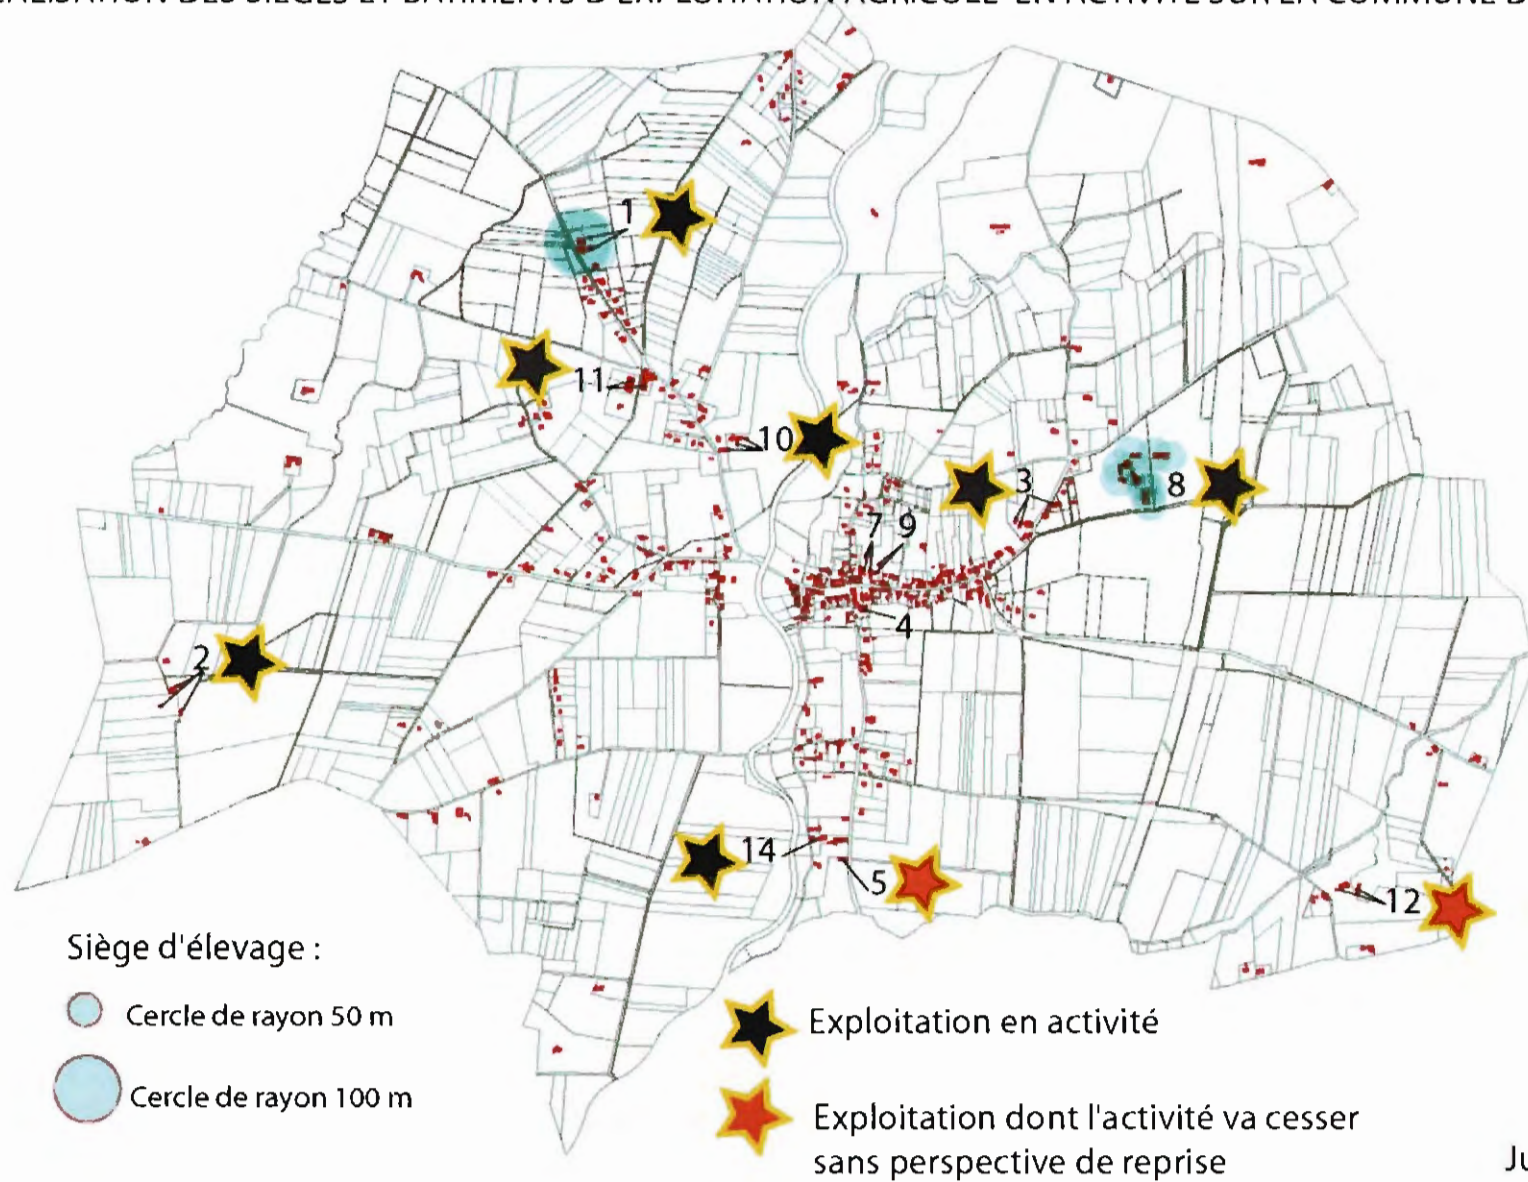 1
11
10
3
8
7 9
4
2
14
5
12
Siège d'élevage :
Cercle de rayon 50 m
Cercle de rayon 100 m
Exploitation en activité
Exploitation dont l'activité va cesser
sans perspective de reprise